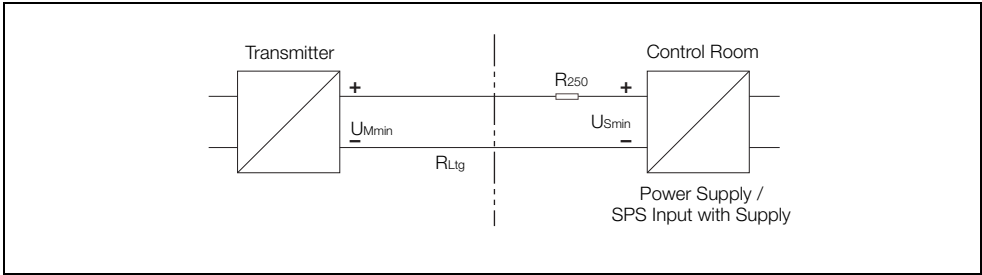 Transmitter
Control Room
R250
+
+
UMmin
USmin
–
–
RLtg
Power Supply /
SPS Input with Supply